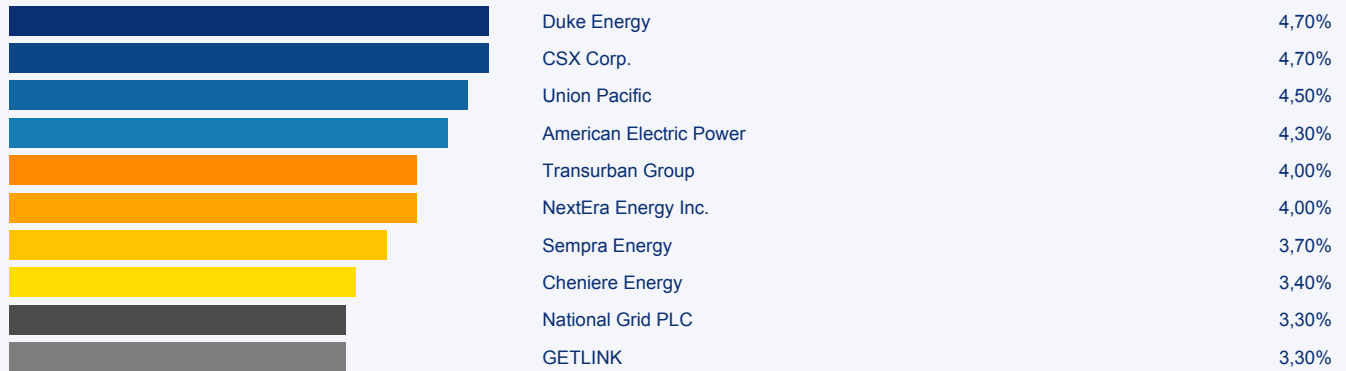 Duke Energy 4,70%
CSX Corp. 4,70%
Union Pacific 4,50%
American Electric Power 4,30%
Transurban Group 4,00%
NextEra Energy Inc. 4,00%
Sempra Energy 3,70%
Cheniere Energy 3,40%
National Grid PLC 3,30%
GETLINK 3,30%